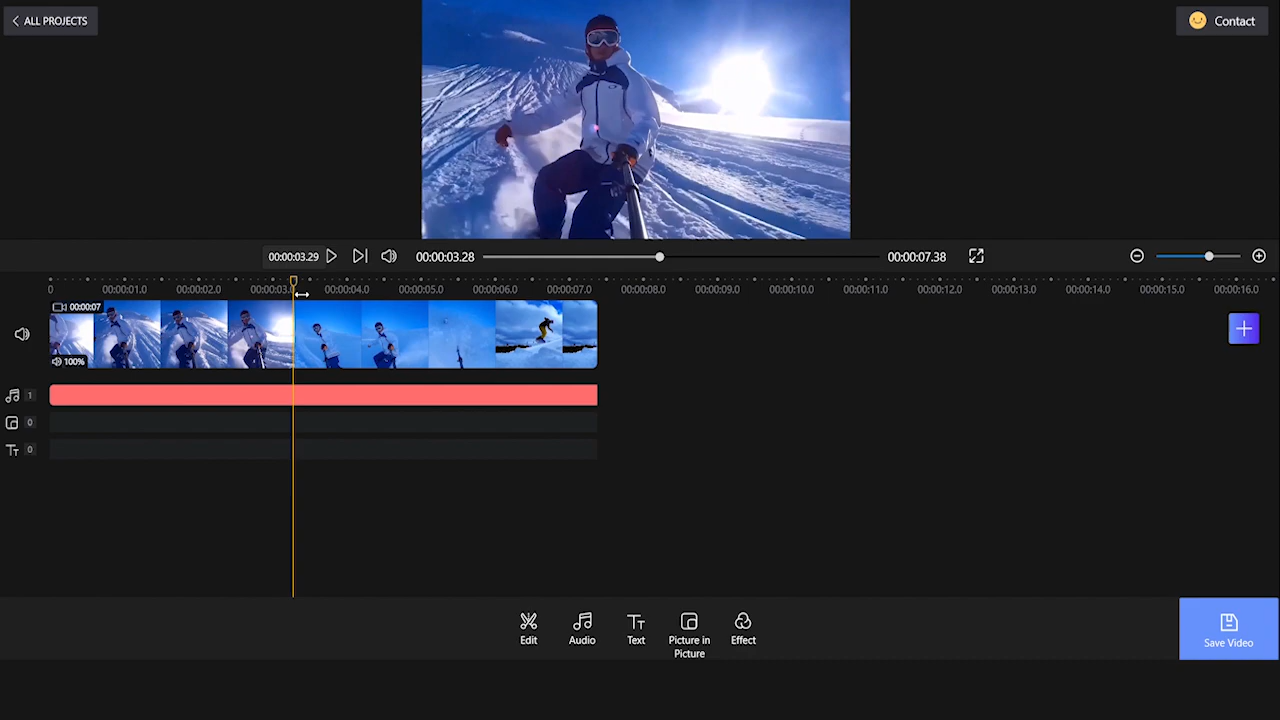 ALL PROJECTS
Contact
00:00:03.29
00:00:03.28
00:00:07.38
0 00:00:01.0 00:00:02.0 00:00:03.0 00:00:04.0 00:00:05.0 00:00:06.0 00:00:07.0 00:00:08.0 00:00:09.0 00:00:10.0 00:00:11.0 00:00:12.0 00:00:13.0 00:00:14.0 00:00:15.0 00:00:16.0
00:00:07
100%
1
0
0
Edit
Audio
Text
Picture in
Picture
Effect
Save Video